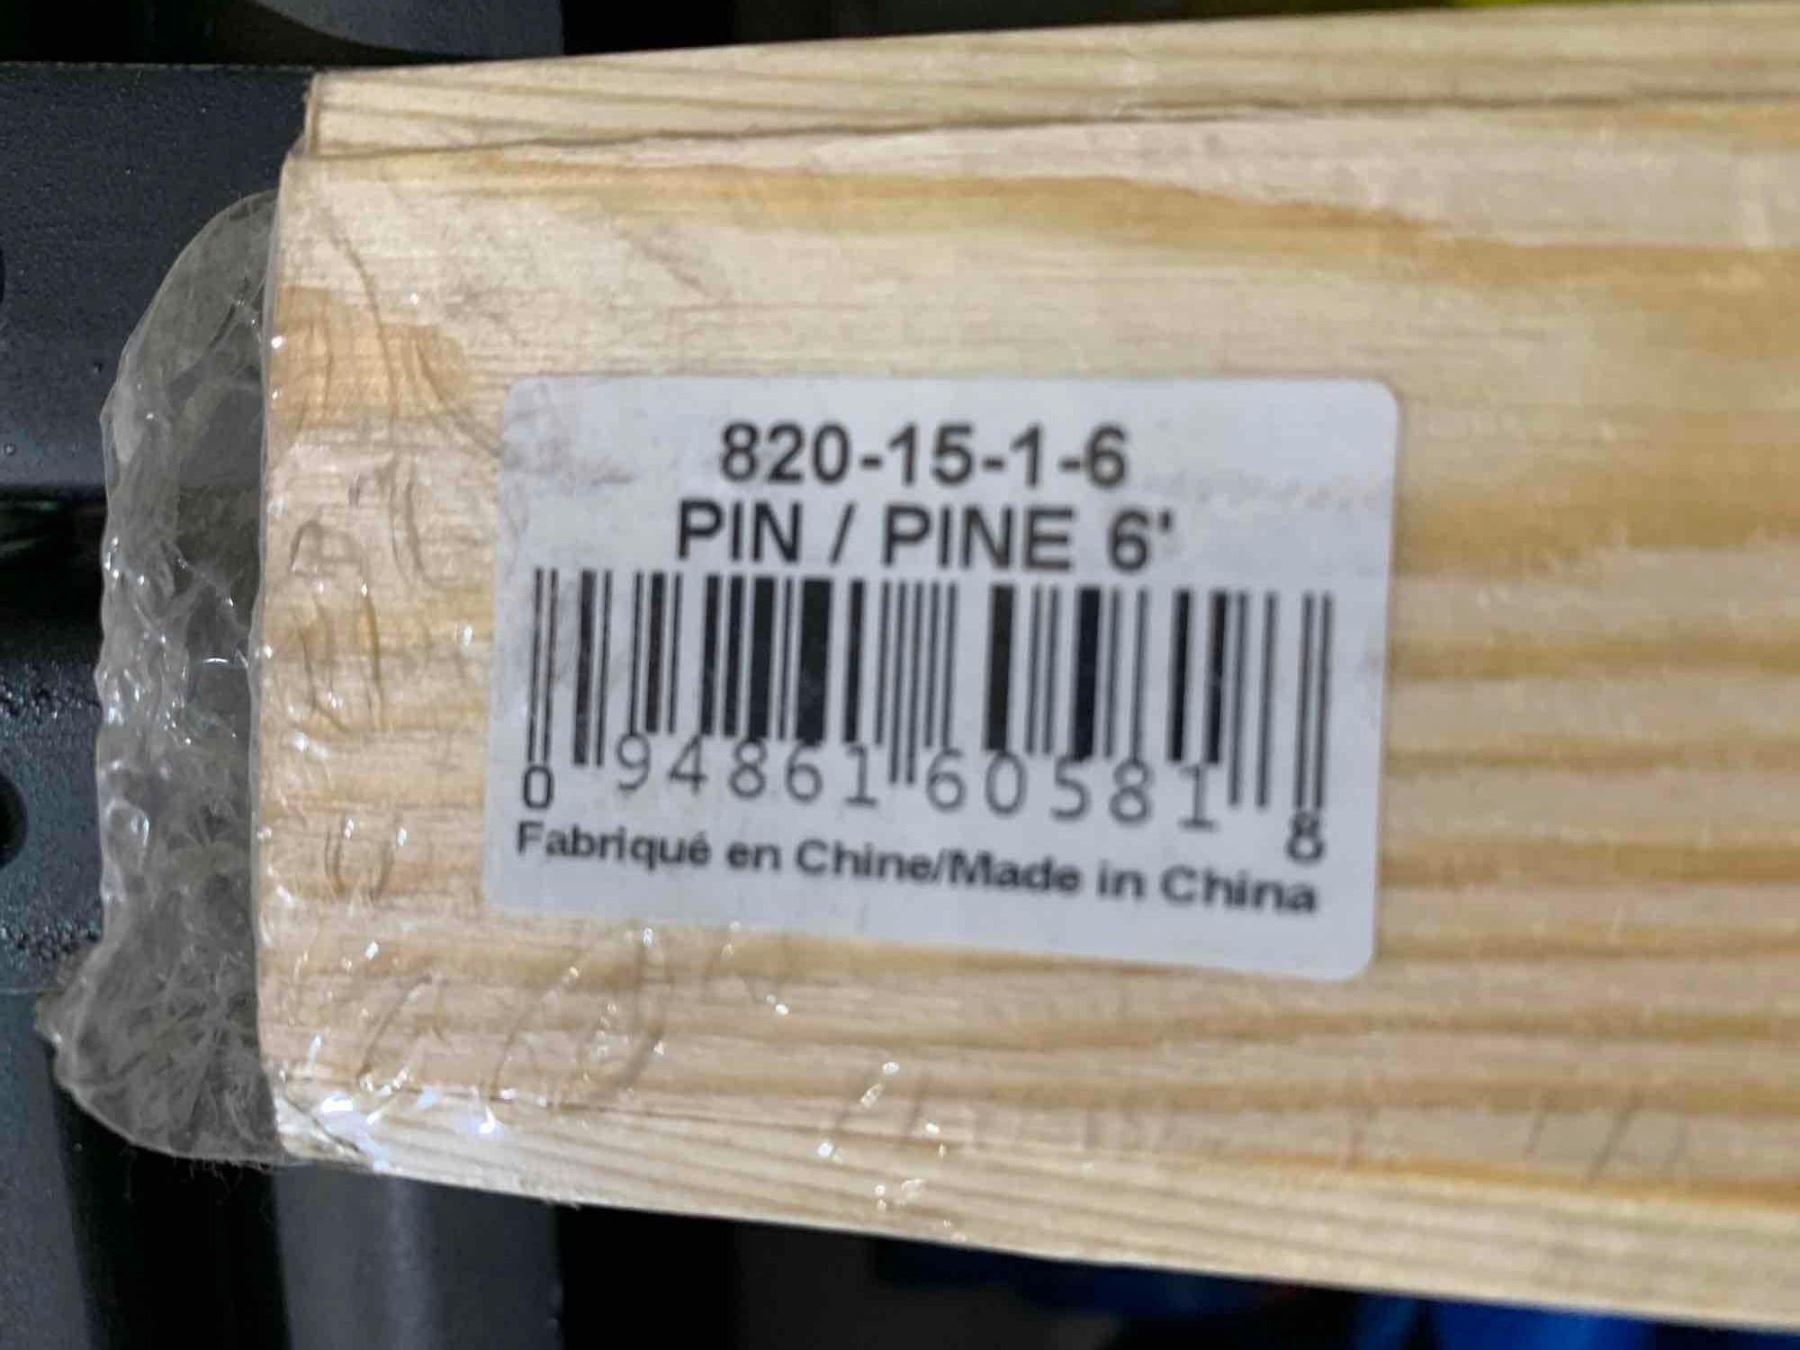 820-15-1-6
PIN / PINE 6'
0 94861 60581 8
Fabriqué en Chine/Made in China